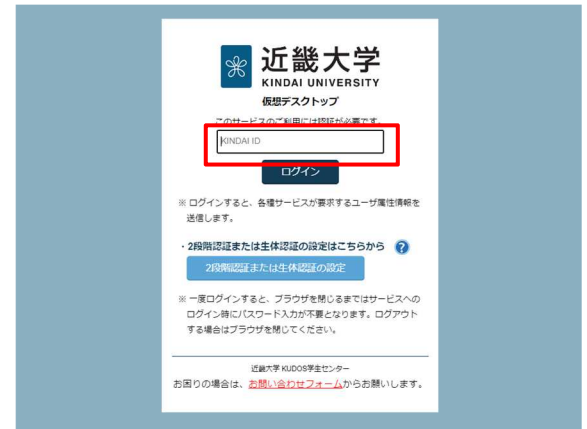 近畿大学
KINDAI UNIVERSITY
仮想デスクトップ
このサービスのご利用には認証が必要です。
KINDAI ID
ログイン
※ ログインすると、各種サービスが要求するユーザ属性情報を
送信します。
・2段階認証または生体認証の設定はこちらから ?
2段階認証または生体認証の設定
※ 一度ログインすると、ブラウザを閉じるまではサービスへの
ログイン時にパスワード入力が不要となります。ログアウト
する場合はブラウザを閉じてください。
近畿大学 KUDOS学生センター
お困りの場合は、お問い合わせフォームからお願いします。